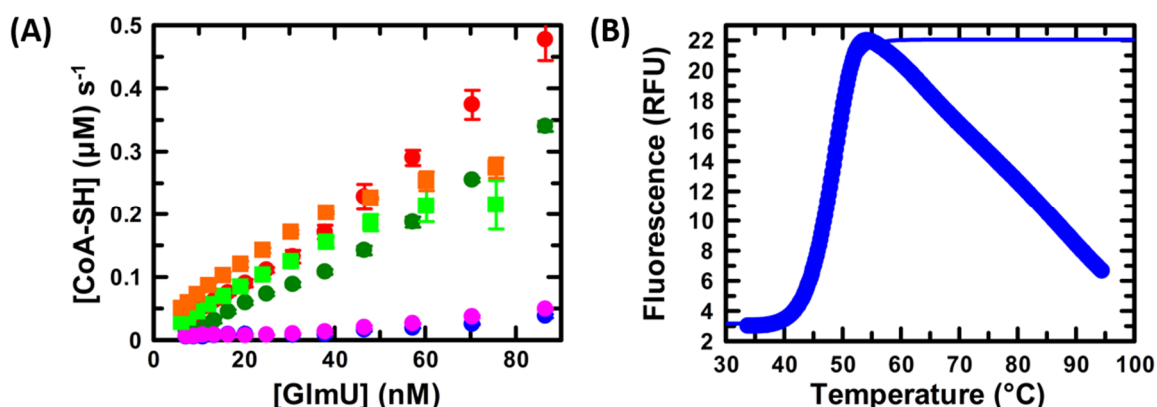 (A)
[CoA-SH] (µM) s⁻¹
0.5
0.4
0.3
0.2
0.1
0
0 20 40 60 80
[GlmU] (nM)
(B)
Fluorescence (RFU)
22
20
18
16
14
12
10
8
6
4
2
30 40 50 60 70 80 90 100
Temperature (°C)